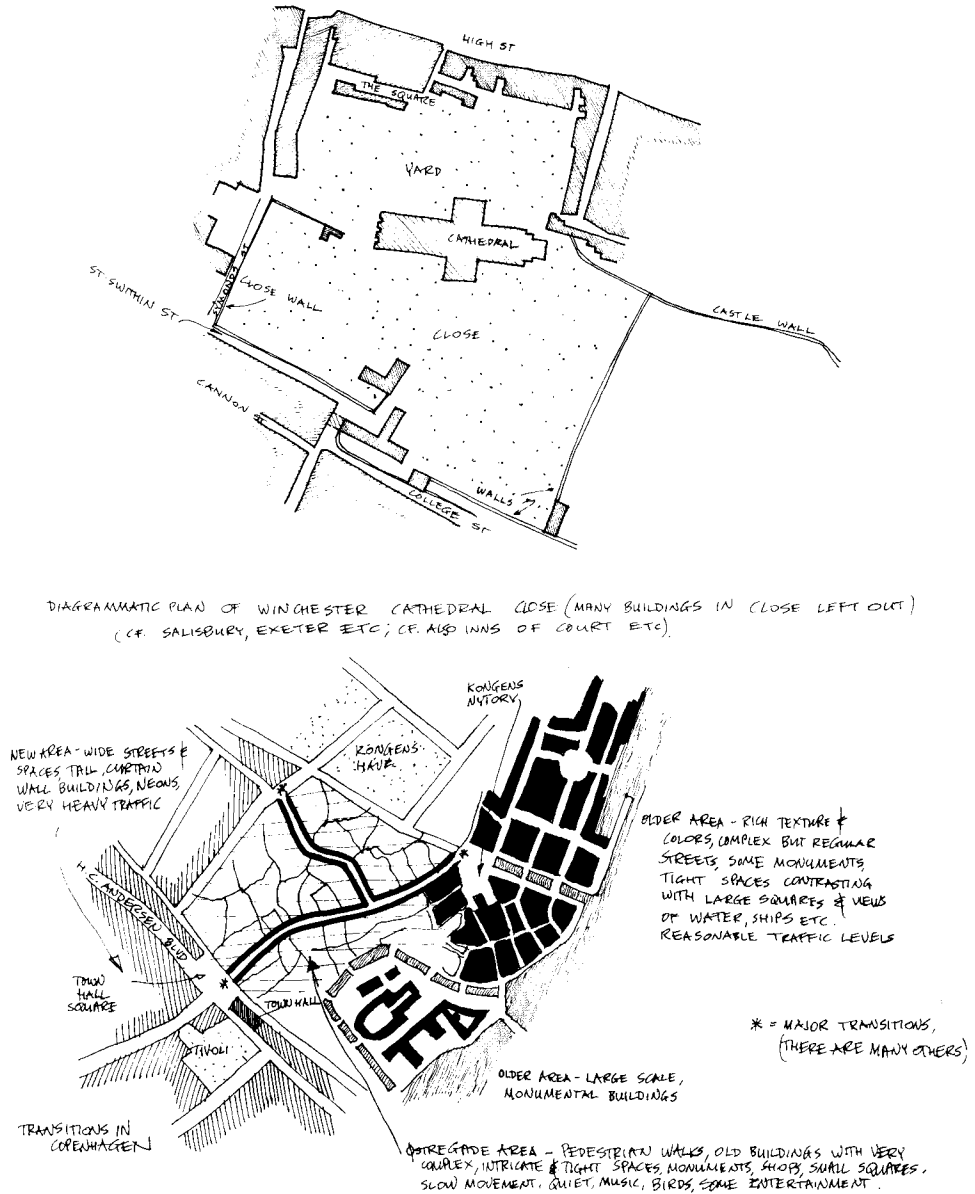 HIGH ST
THE SQUARE
YARD
CATHEDRAL
SYMONDS ST
CLOSE WALL
ST SWITHIN ST
CASTLE WALL
CLOSE
CANNON ST
WALLS
COLLEGE ST
DIAGRAMMATIC PLAN OF WINCHESTER CATHEDRAL CLOSE (MANY BUILDINGS IN CLOSE LEFT OUT)
(CF. SALISBURY, EXETER ETC; CF. ALSO INNS OF COURT ETC)
KONGENS
NYTORV
NEW AREA - WIDE STREETS &
SPACES, TALL, CURTAIN
WALL BUILDINGS, NEONS,
VERY HEAVY TRAFFIC
KONGENS
HAVE
OLDER AREA - RICH TEXTURE &
COLORS, COMPLEX BUT REGULAR
STREETS, SOME MONUMENTS,
TIGHT SPACES CONTRASTING
WITH LARGE SQUARES & VIEWS
OF WATER, SHIPS ETC.
REASONABLE TRAFFIC LEVELS
H.C. ANDERSEN BLVD
TOWN
HALL
SQUARE
TOWN HALL
TIVOLI
* = MAJOR TRANSITIONS,
(THERE ARE MANY OTHERS)
OLDER AREA - LARGE SCALE,
MONUMENTAL BUILDINGS
TRANSITIONS IN
COPENHAGEN
OSTREGADE AREA - PEDESTRIAN WALKS, OLD BUILDINGS WITH VERY
COMPLEX, INTRICATE & TIGHT SPACES, MONUMENTS, SHOPS, SMALL SQUARES.
SLOW MOVEMENT. QUIET, MUSIC, BIRDS, SOME ENTERTAINMENT.